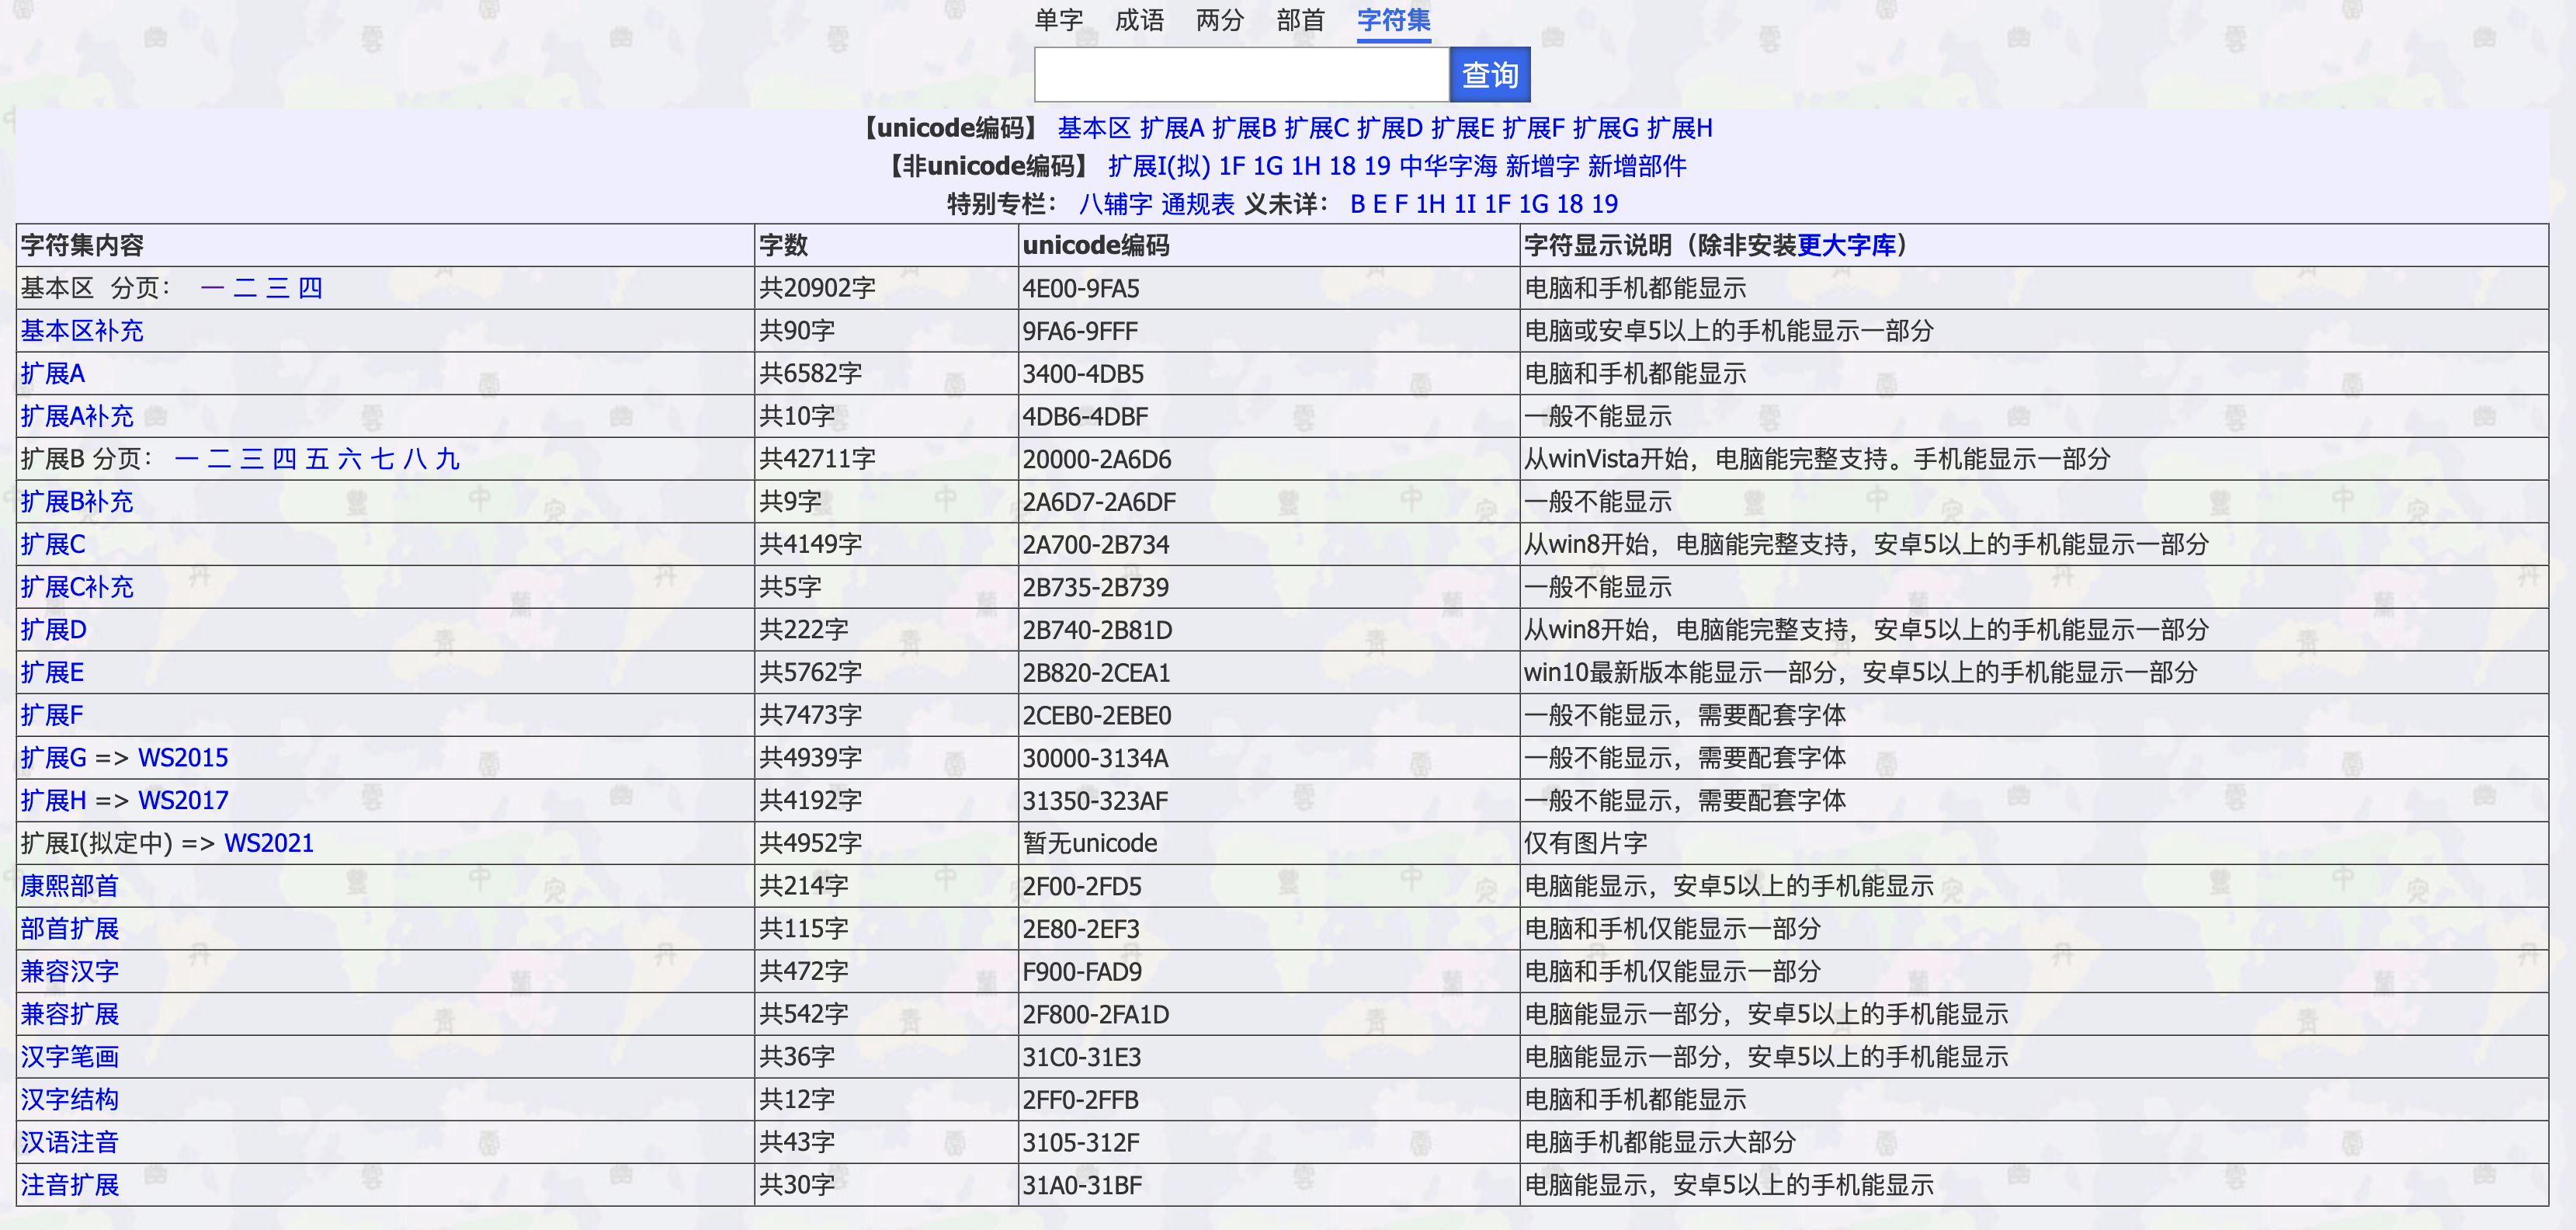 单字 成语 两分 部首 字符集
查询
【unicode编码】 基本区 扩展A 扩展B 扩展C 扩展D 扩展E 扩展F 扩展G 扩展H
【非unicode编码】 扩展I(拟) 1F 1G 1H 18 19 中华字海 新增字 新增部件
特别专栏： 八辅字 通规表 义未详： B E F 1H 1I 1F 1G 18 19
字符集内容 字数 unicode编码 字符显示说明（除非安装更大字库）
基本区 分页： 一 二 三 四 共20902字 4E00-9FA5 电脑和手机都能显示
基本区补充 共90字 9FA6-9FFF 电脑或安卓5以上的手机能显示一部分
扩展A 共6582字 3400-4DB5 电脑和手机都能显示
扩展A补充 共10字 4DB6-4DBF 一般不能显示
扩展B 分页： 一 二 三 四 五 六 七 八 九 共42711字 20000-2A6D6 从winVista开始，电脑能完整支持。手机能显示一部分
扩展B补充 共9字 2A6D7-2A6DF 一般不能显示
扩展C 共4149字 2A700-2B734 从win8开始，电脑能完整支持，安卓5以上的手机能显示一部分
扩展C补充 共5字 2B735-2B739 一般不能显示
扩展D 共222字 2B740-2B81D 从win8开始，电脑能完整支持，安卓5以上的手机能显示一部分
扩展E 共5762字 2B820-2CEA1 win10最新版本能显示一部分，安卓5以上的手机能显示一部分
扩展F 共7473字 2CEB0-2EBE0 一般不能显示，需要配套字体
扩展G => WS2015 共4939字 30000-3134A 一般不能显示，需要配套字体
扩展H => WS2017 共4192字 31350-323AF 一般不能显示，需要配套字体
扩展I(拟定中) => WS2021 共4952字 暂无unicode 仅有图片字
康熙部首 共214字 2F00-2FD5 电脑能显示，安卓5以上的手机能显示
部首扩展 共115字 2E80-2EF3 电脑和手机仅能显示一部分
兼容汉字 共472字 F900-FAD9 电脑和手机仅能显示一部分
兼容扩展 共542字 2F800-2FA1D 电脑能显示一部分，安卓5以上的手机能显示
汉字笔画 共36字 31C0-31E3 电脑能显示一部分，安卓5以上的手机能显示
汉字结构 共12字 2FF0-2FFB 电脑和手机都能显示
汉语注音 共43字 3105-312F 电脑手机都能显示大部分
注音扩展 共30字 31A0-31BF 电脑能显示，安卓5以上的手机能显示